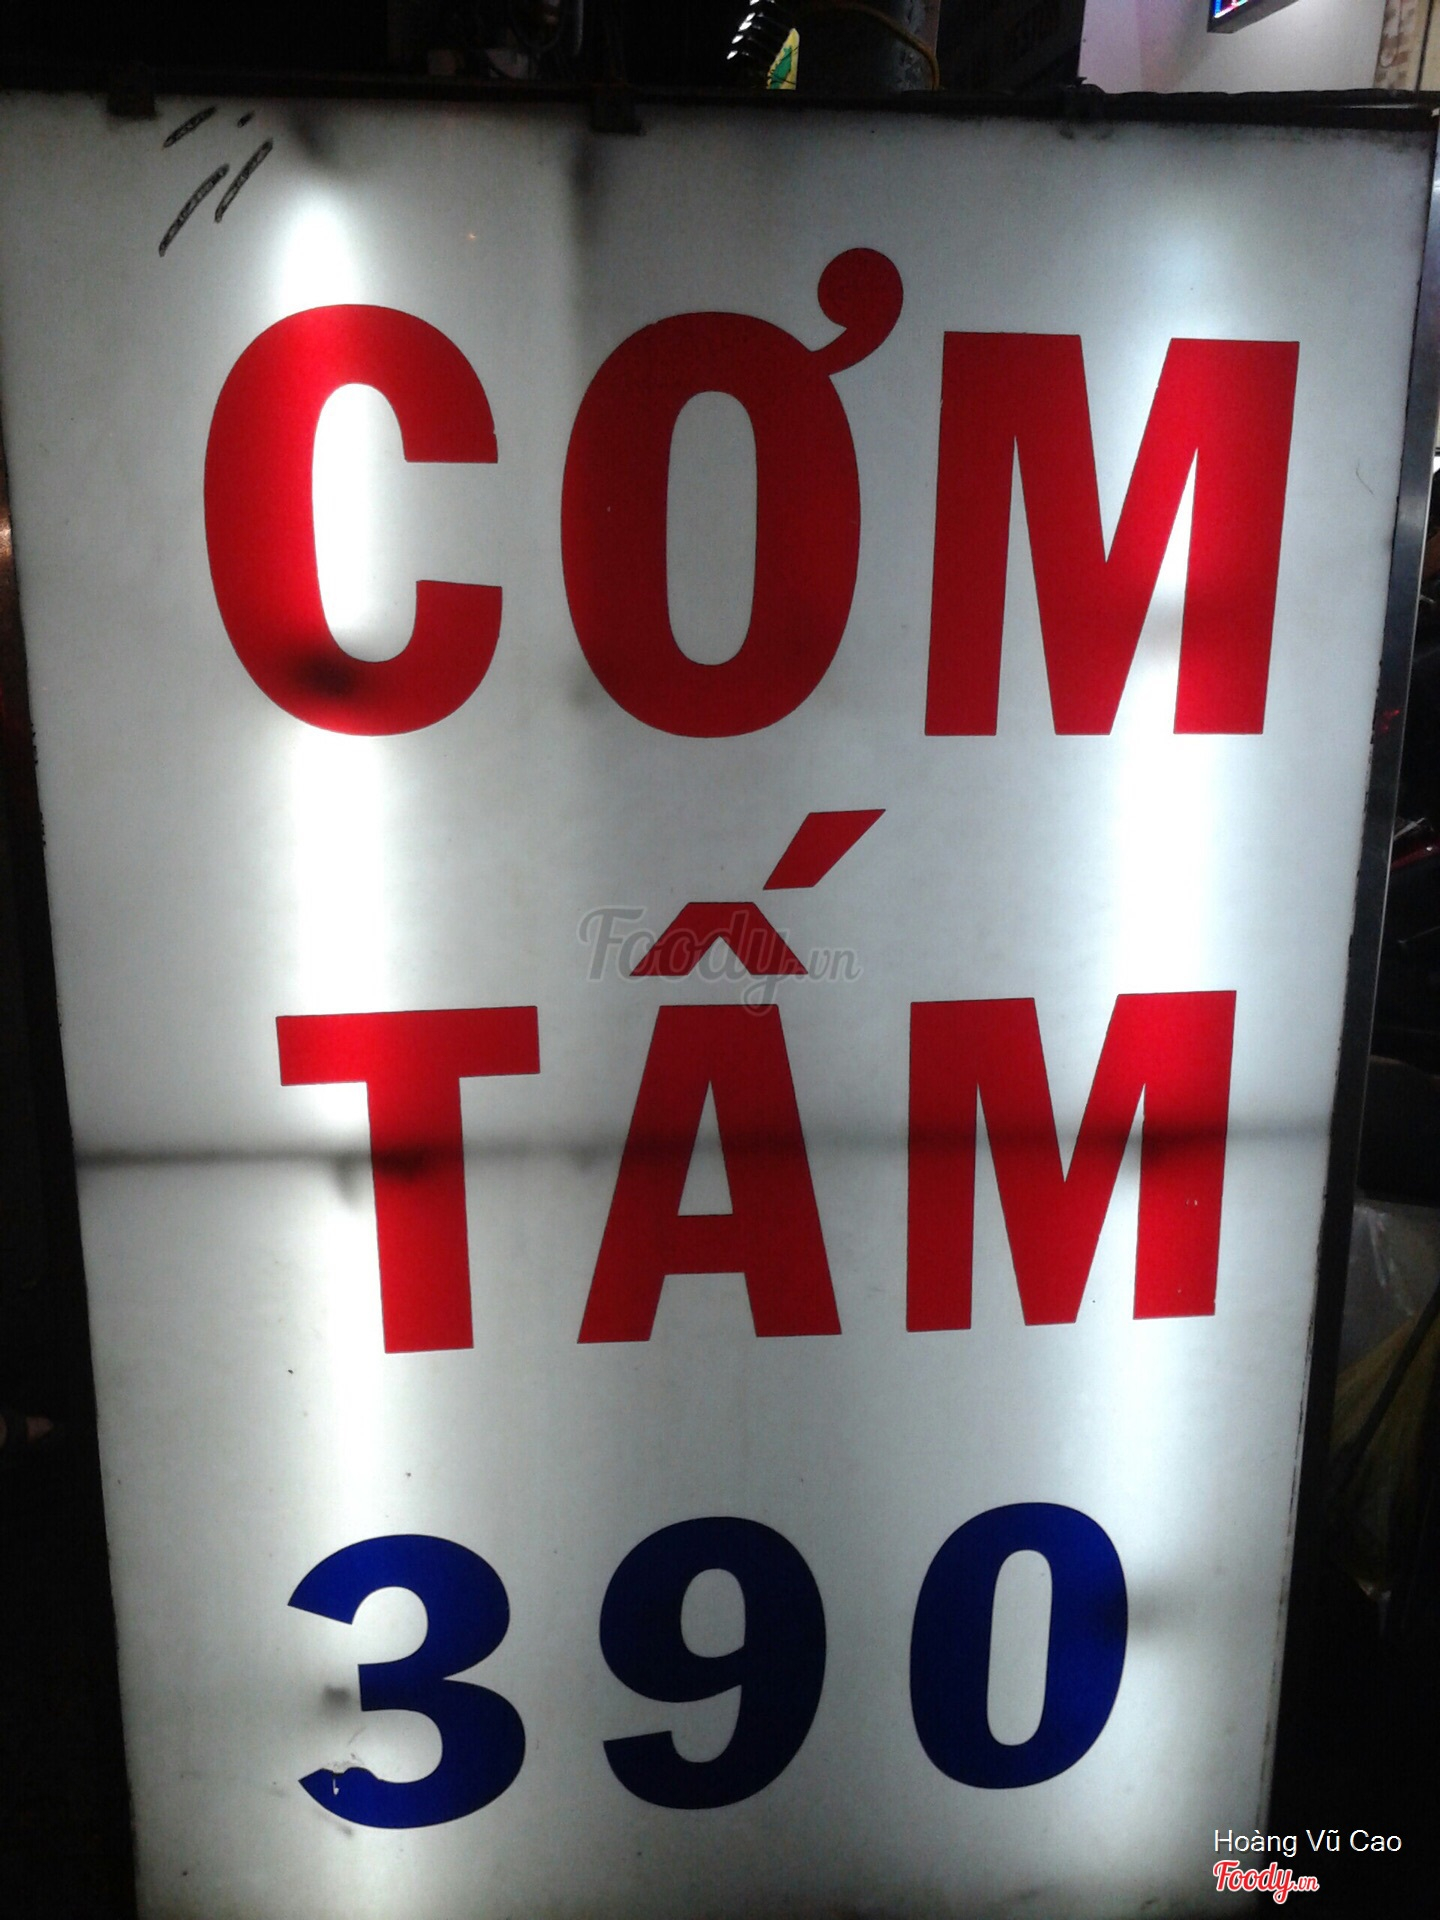 CƠM
TẤM
Foody.vn
390
Hoàng Vũ Cao
Foody.vn